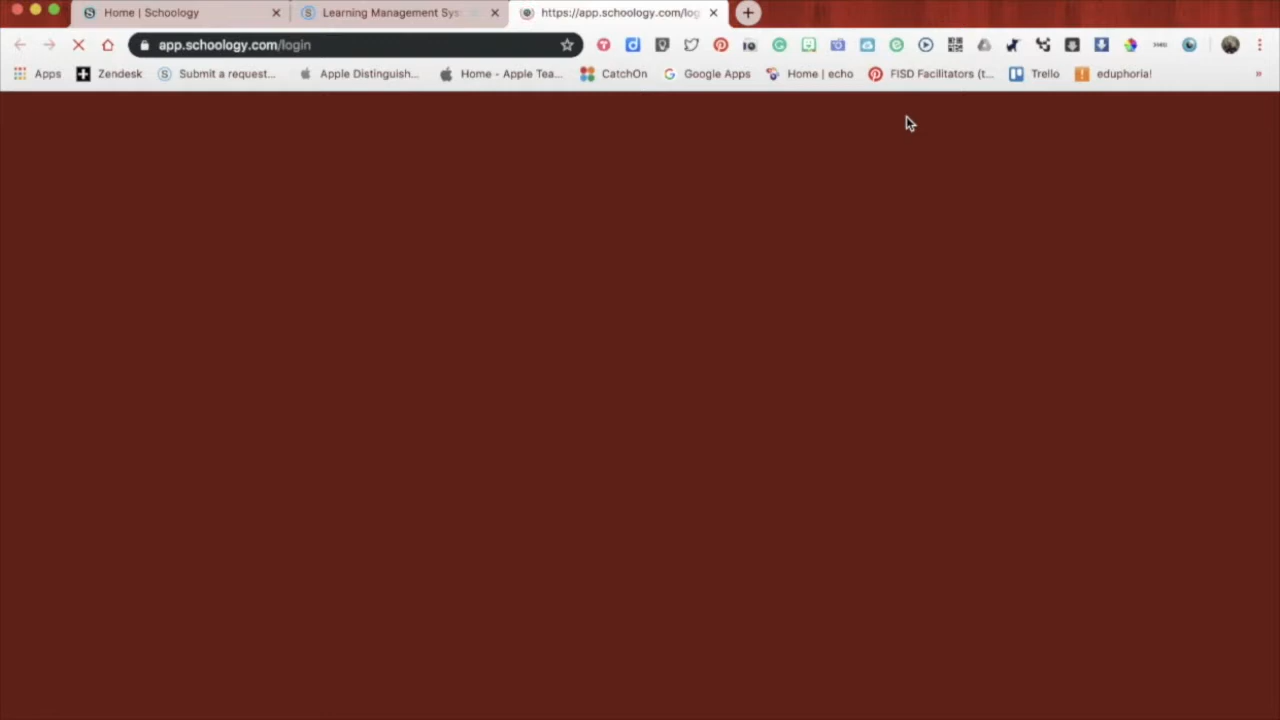 Home | Schoology
Learning Management Sys
https://app.schoology.com/log
app.schoology.com/login
Apps
Zendesk
Submit a request...
Apple Distinguish...
Home - Apple Tea...
CatchOn
Google Apps
Home | echo
FISD Facilitators (t...
Trello
eduphoria!
»